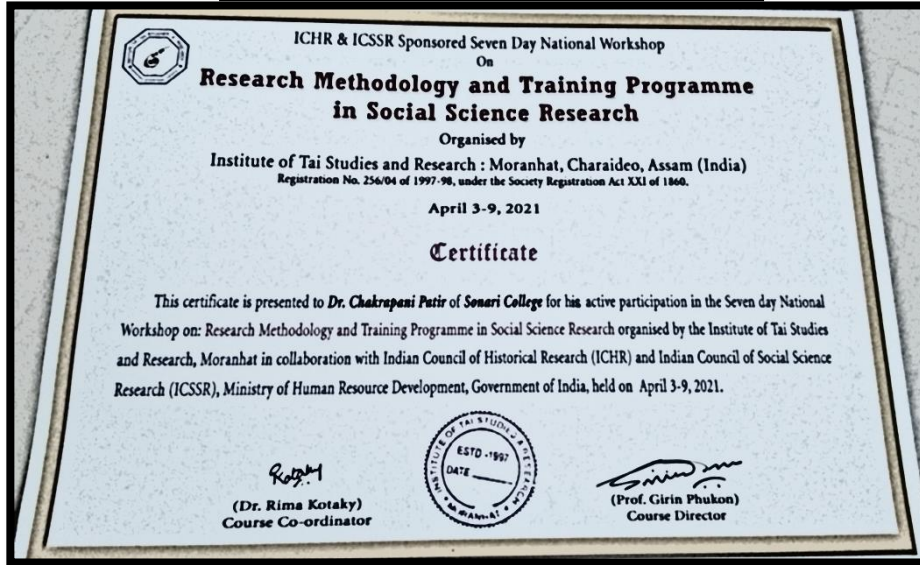 ICHR & ICSSR Sponsored Seven Day National Workshop
On
Research Methodology and Training Programme
in Social Science Research
Organised by
Institute of Tai Studies and Research : Moranhat, Charaideo, Assam (India)
Registration No. 256/04 of 1997-98, under the Society Registration Act XXI of 1860.
April 3-9, 2021
Certificate
This certificate is presented to Dr. Chakrapani Patir of Sonari College for his active participation in the Seven day National
Workshop on: Research Methodology and Training Programme in Social Science Research organised by the Institute of Tai Studies
and Research, Moranhat in collaboration with Indian Council of Historical Research (ICHR) and Indian Council of Social Science
Research (ICSSR), Ministry of Human Resource Development, Government of India, held on April 3-9, 2021.
Kotaky
INSTITUTE OF TAI STUDIES & RESEARCH
ESTD -1997
DATE
MORANHAT
(Dr. Rima Kotaky)
Course Co-ordinator
(Prof. Girin Phukon)
Course Director